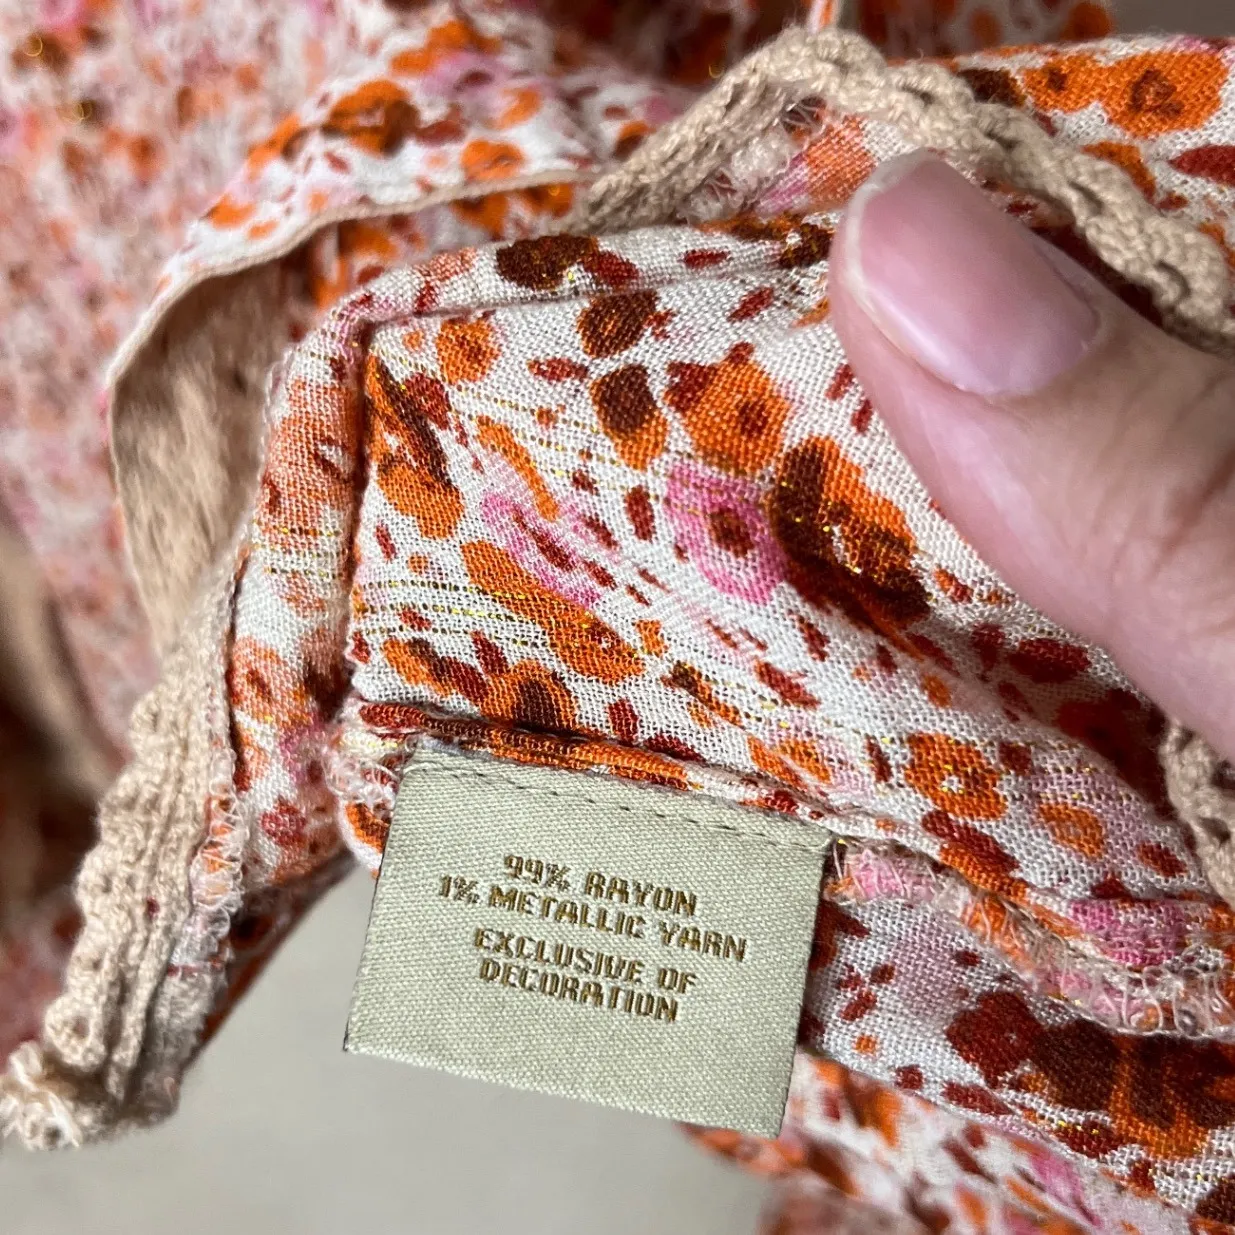 99% RAYON
1% METALLIC YARN
EXCLUSIVE OF
DECORATION